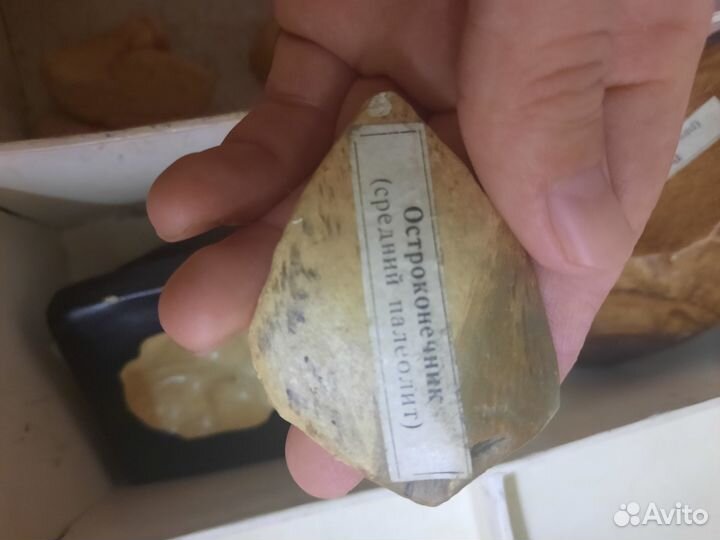 Остроконечник
(средний палеолит)
Avito